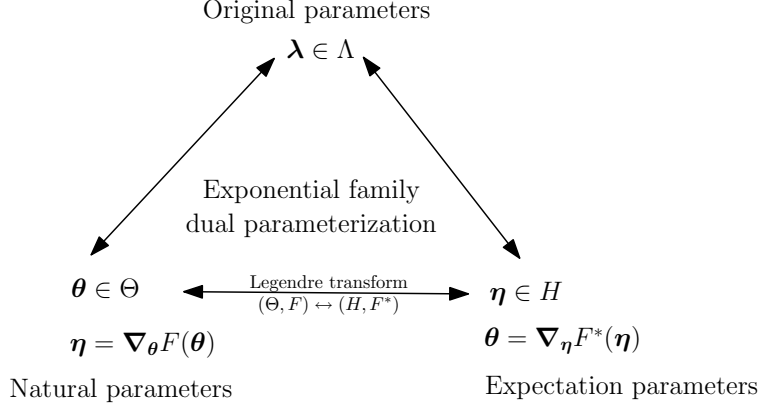 Original parameters
λ ∈ Λ
Exponential family
dual parameterization
Legendre transform
(Θ, F) ↔ (H, F*)
θ ∈ Θ
η ∈ H
η = ∇θF(θ)
θ = ∇ηF*(η)
Natural parameters
Expectation parameters